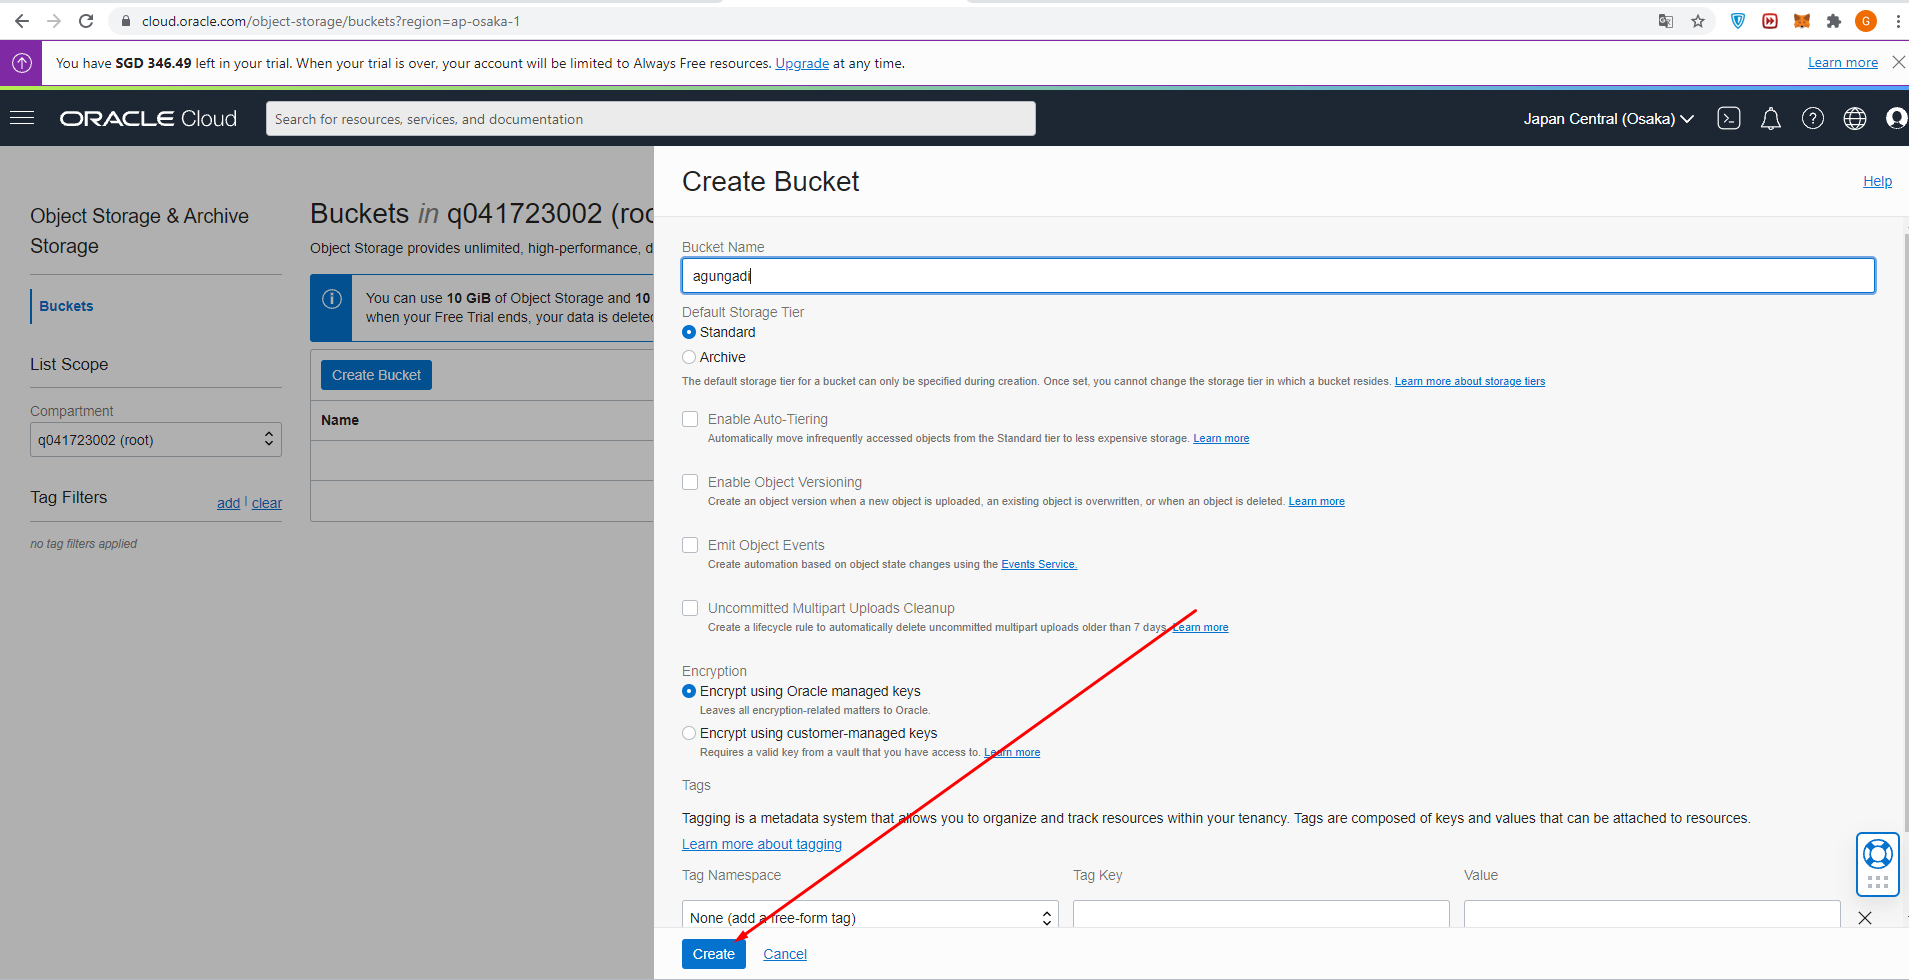 cloud.oracle.com/object-storage/buckets?region=ap-osaka-1
G
You have SGD 346.49 left in your trial. When your trial is over, your account will be limited to Always Free resources. Upgrade at any time.
Learn more
ORACLE Cloud
Search for resources, services, and documentation
Japan Central (Osaka)
Object Storage & Archive
Storage
Buckets
List Scope
Compartment
q041723002 (root)
Tag Filters
add | clear
no tag filters applied
Buckets in q041723002 (roo
Object Storage provides unlimited, high-performance, d
You can use 10 GiB of Object Storage and 10
when your Free Trial ends, your data is deleted
Create Bucket
Name
Create Bucket
Help
Bucket Name
agungadi
Default Storage Tier
Standard
Archive
The default storage tier for a bucket can only be specified during creation. Once set, you cannot change the storage tier in which a bucket resides. Learn more about storage tiers
Enable Auto-Tiering
Automatically move infrequently accessed objects from the Standard tier to less expensive storage. Learn more
Enable Object Versioning
Create an object version when a new object is uploaded, an existing object is overwritten, or when an object is deleted. Learn more
Emit Object Events
Create automation based on object state changes using the Events Service.
Uncommitted Multipart Uploads Cleanup
Create a lifecycle rule to automatically delete uncommitted multipart uploads older than 7 days. Learn more
Encryption
Encrypt using Oracle managed keys
Leaves all encryption-related matters to Oracle.
Encrypt using customer-managed keys
Requires a valid key from a vault that you have access to. Learn more
Tags
Tagging is a metadata system that allows you to organize and track resources within your tenancy. Tags are composed of keys and values that can be attached to resources.
Learn more about tagging
Tag Namespace
Tag Key
Value
None (add a free-form tag)
Create
Cancel